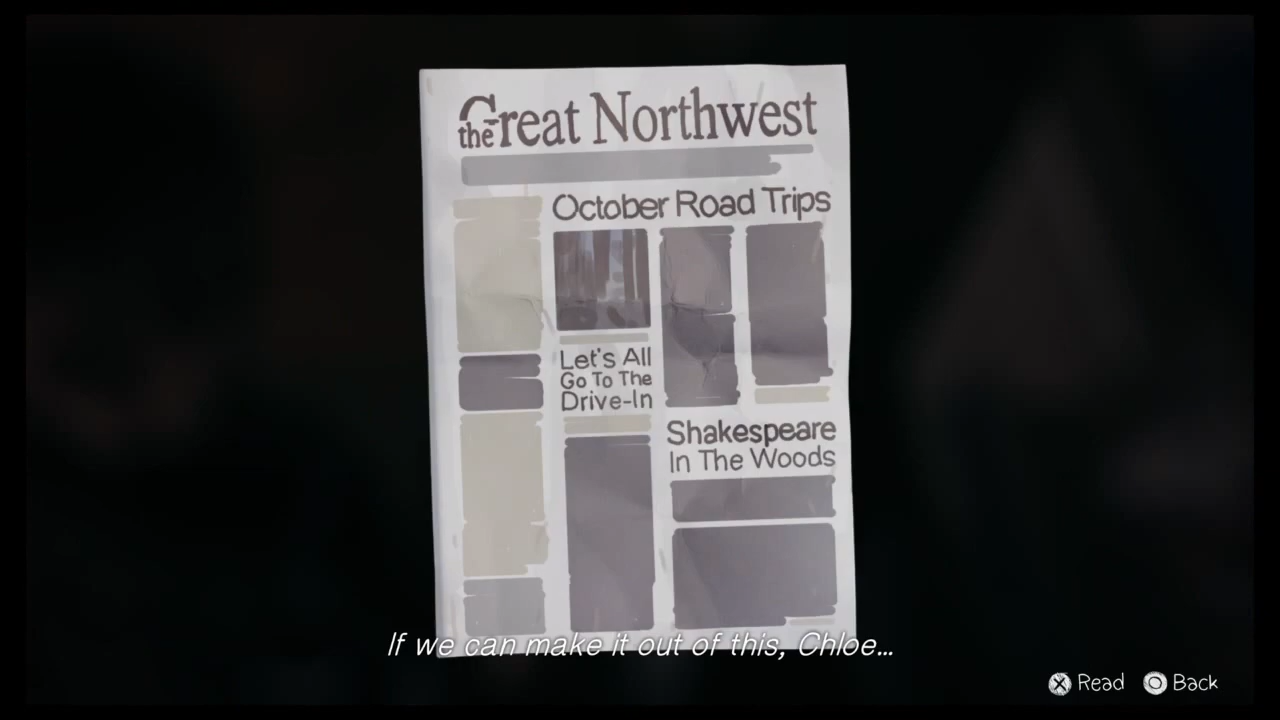 the Great Northwest
October Road Trips
Let's All
Go To The
Drive-In
Shakespeare
In The Woods
If we can make it out of this, Chloe...
Read Back